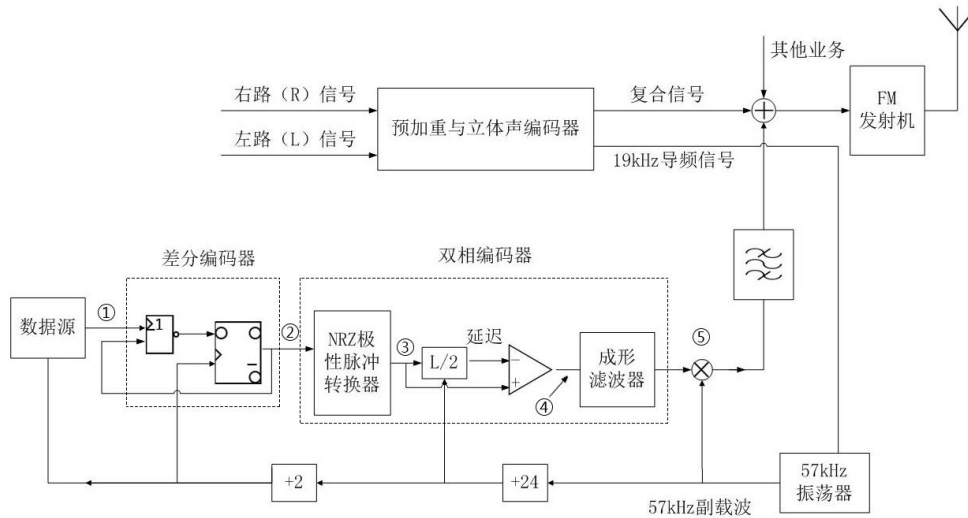 其他业务
右路（R）信号
复合信号
FM
发射机
预加重与立体声编码器
左路（L）信号
19kHz导频信号
差分编码器
双相编码器
①
数据源
Σ1
②
NRZ极
性脉冲
转换器
③
延迟
L/2
−
+
④
成形
滤波器
⑤
+2
+24
57kHz副载波
57kHz
振荡器